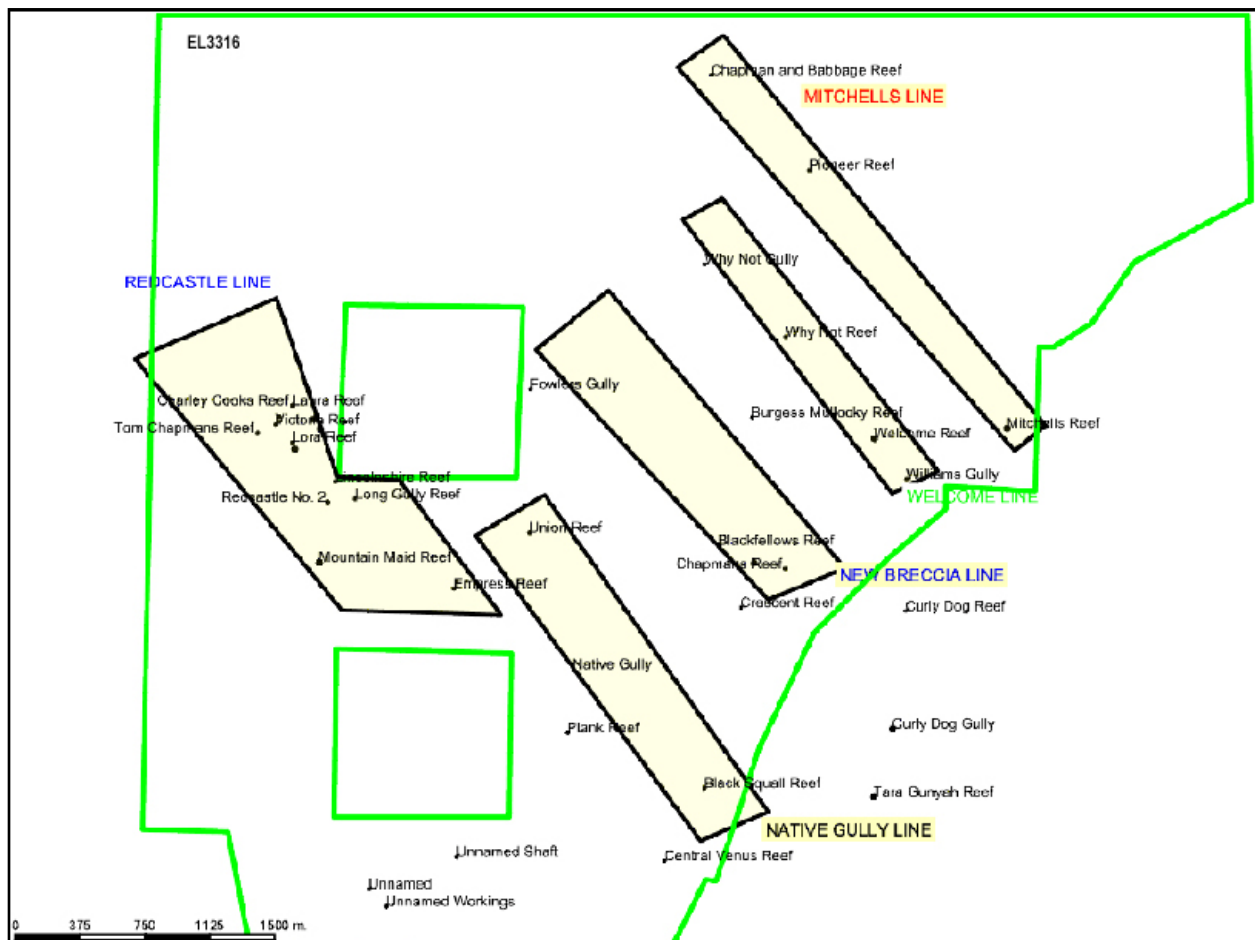 EL3316
Chapman and Babbage Reef
MITCHELLS LINE
Pioneer Reef
Why Not Gully
REDCASTLE LINE
Why Not Reef
Fowlers Gully
Charley Cooks Reef
Laura Reef
Burgess Mullocky Reef
Victoria Reef
Mitchells Reef
Tom Chapmans Reef
Welcome Reef
Lora Reef
Lincolnshire Reef
Williams Gully
Redcastle No. 2
Long Gully Reef
WELCOME LINE
Union Reef
Blackfellows Reef
Mountain Maid Reef
Chapmans Reef
NEW BRECCIA LINE
Empress Reef
Crescent Reef
Curly Dog Reef
Native Gully
Plank Reef
Curly Dog Gully
Black Squall Reef
Tara Gunyah Reef
NATIVE GULLY LINE
Unnamed Shaft
Central Venus Reef
Unnamed
Unnamed Workings
0 375 750 1125 1500 m.